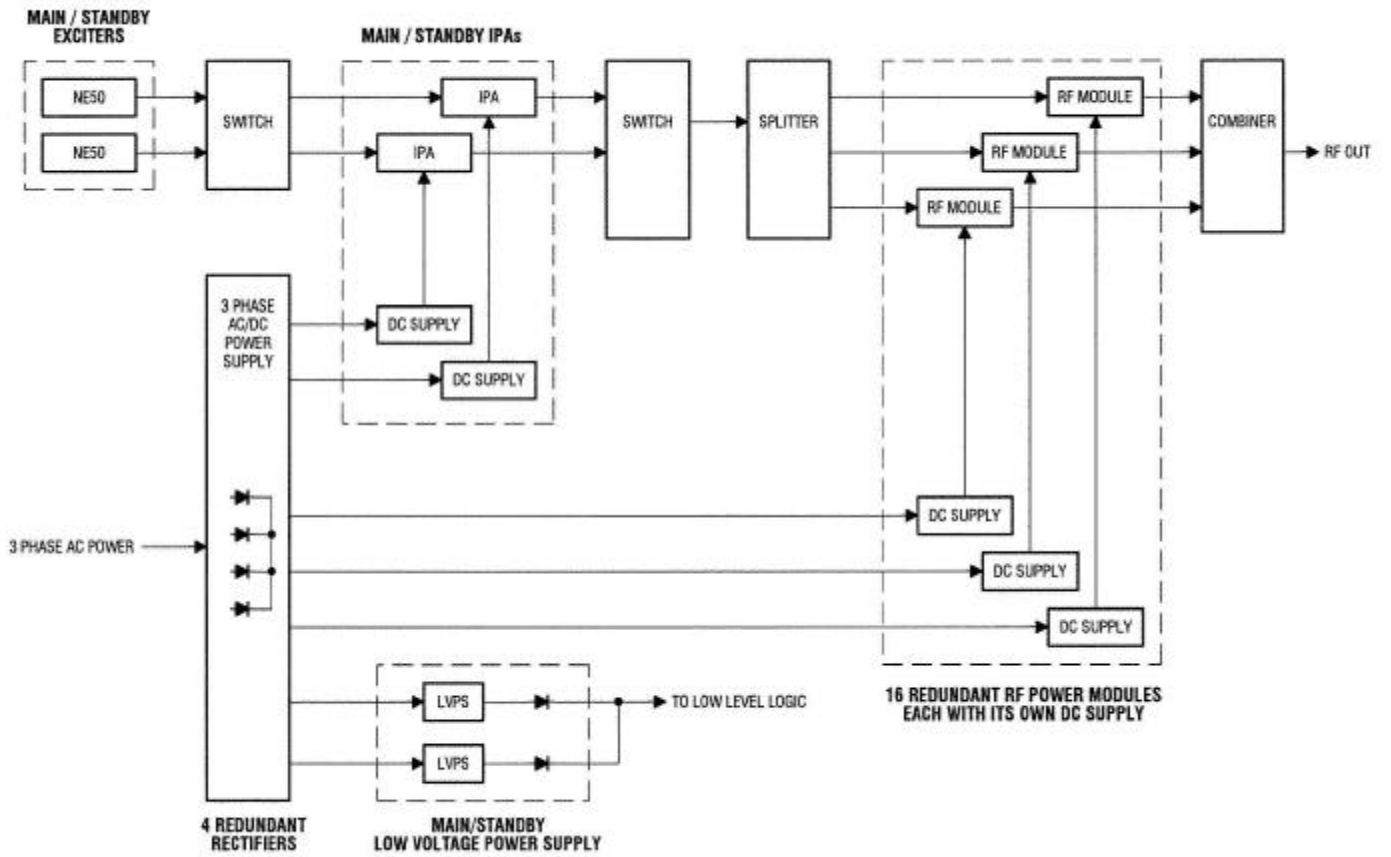 MAIN / STANDBY
EXCITERS
MAIN / STANDBY IPAs
NE50
NE50
SWITCH
IPA
IPA
SWITCH
SPLITTER
RF MODULE
RF MODULE
RF MODULE
COMBINER
RF OUT
3 PHASE
AC/DC
POWER
SUPPLY
DC SUPPLY
DC SUPPLY
3 PHASE AC POWER
DC SUPPLY
DC SUPPLY
DC SUPPLY
LVPS
LVPS
TO LOW LEVEL LOGIC
16 REDUNDANT RF POWER MODULES
EACH WITH ITS OWN DC SUPPLY
4 REDUNDANT
RECTIFIERS
MAIN/STANDBY
LOW VOLTAGE POWER SUPPLY